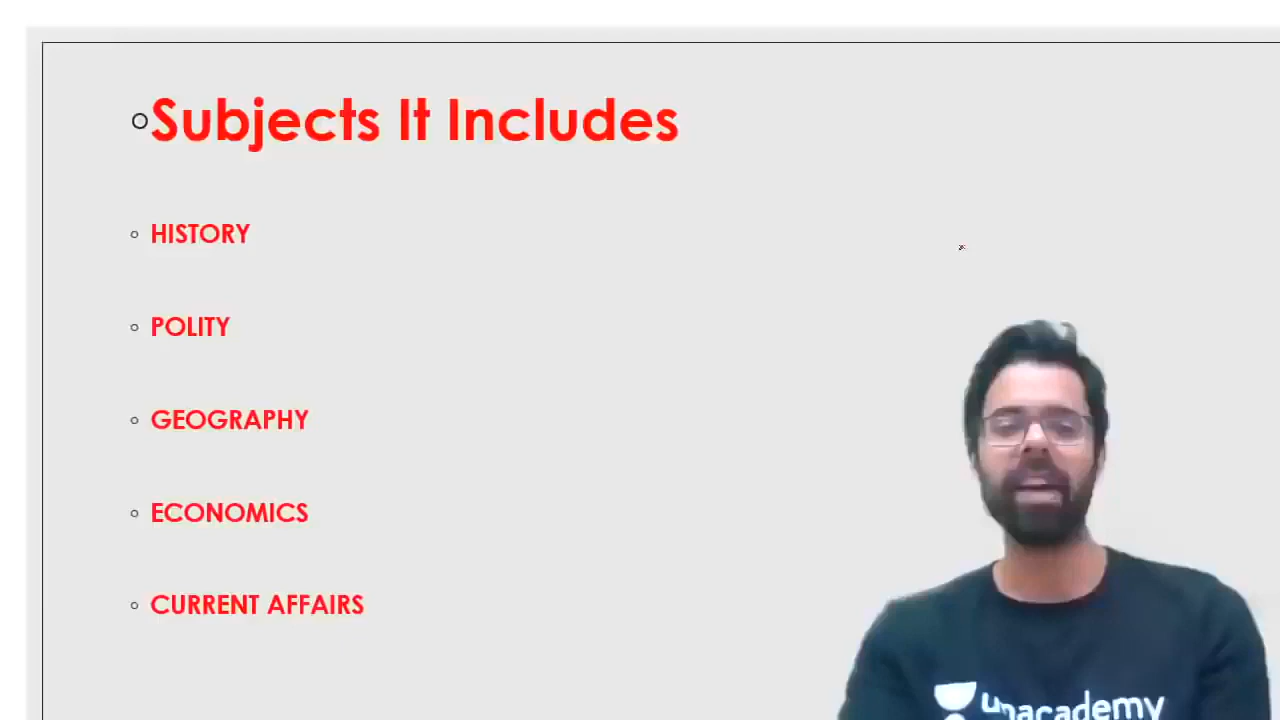 Subjects It Includes
HISTORY
POLITY
GEOGRAPHY
ECONOMICS
CURRENT AFFAIRS
unacademy